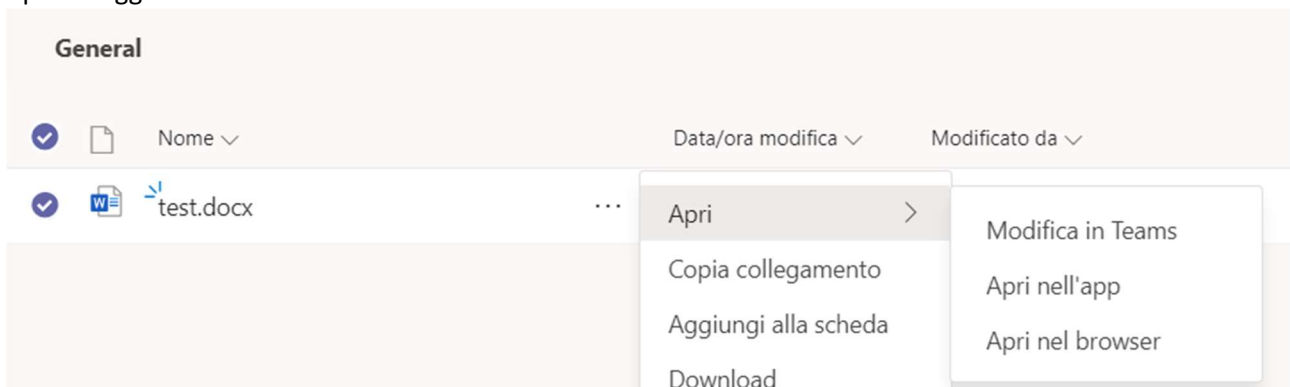 General
Nome Data/ora modifica Modificato da
test.docx ...
Apri
Copia collegamento
Aggiungi alla scheda
Download
Modifica in Teams
Apri nell'app
Apri nel browser